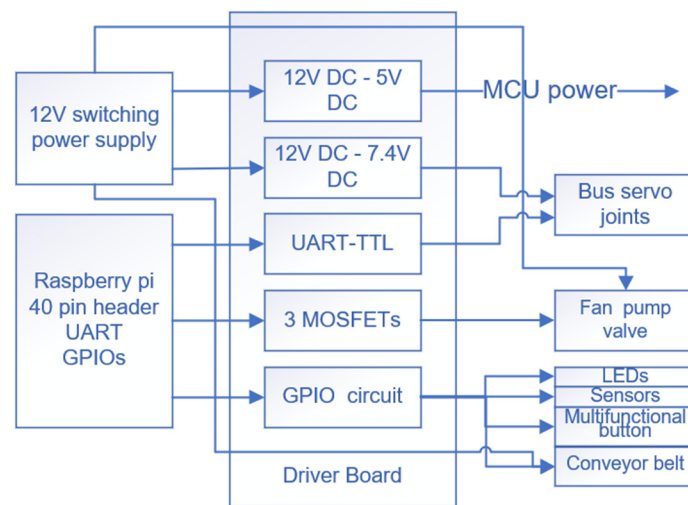 12V switching
power supply
Raspberry pi
40 pin header
UART
GPIOs
12V DC - 5V
DC
12V DC - 7.4V
DC
UART-TTL
3 MOSFETs
GPIO circuit
Driver Board
MCU power
Bus servo
joints
Fan pump
valve
LEDs
Sensors
Multifunctional
button
Conveyor belt